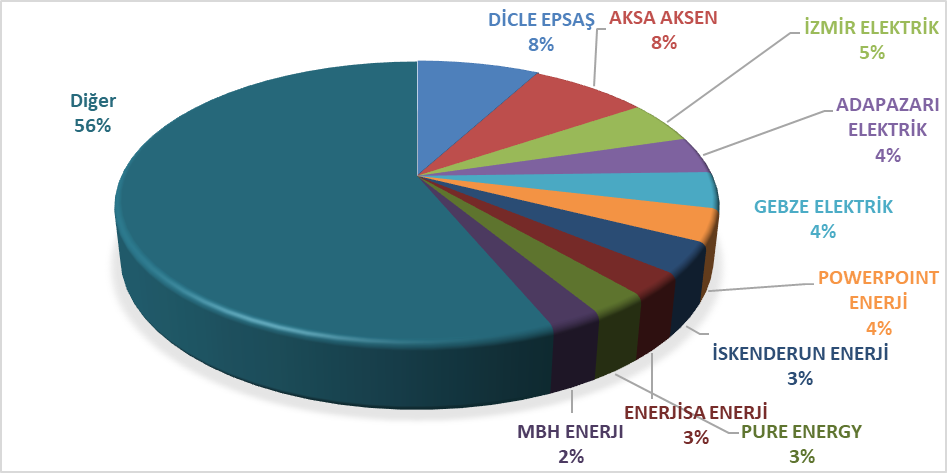 DİCLE EPSAŞ
8%
AKSA AKSEN
8%
İZMİR ELEKTRİK
5%
ADAPAZARI
ELEKTRİK
4%
GEBZE ELEKTRİK
4%
POWERPOINT
ENERJİ
4%
İSKENDERUN ENERJİ
3%
ENERJİSA ENERJİ
3%
PURE ENERGY
3%
MBH ENERJI
2%
Diğer
56%